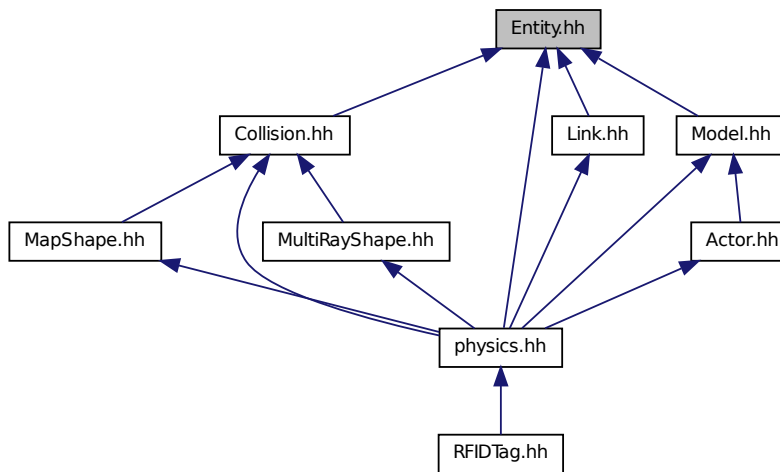 Entity.hh
Collision.hh
Link.hh
Model.hh
MapShape.hh
MultiRayShape.hh
Actor.hh
physics.hh
RFIDTag.hh